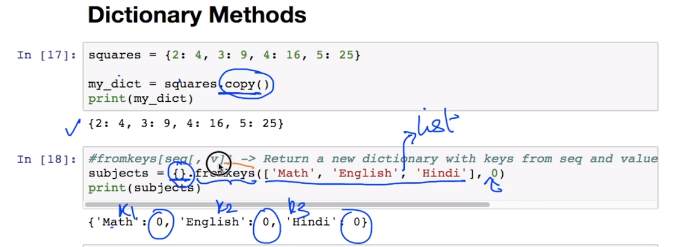 Dictionary Methods
In [17]: squares = {2: 4, 3: 9, 4: 16, 5: 25}
my_dict = squares.copy()
print(my_dict)
{2: 4, 3: 9, 4: 16, 5: 25}
list
In [18]: #fromkeys[seq[, v] -> Return a new dictionary with keys from seq and value
subjects = {}.fromkeys(['Math', 'English', 'Hindi'], 0)
print(subjects)
K1 K2 K3
{'Math': 0, 'English': 0, 'Hindi': 0}